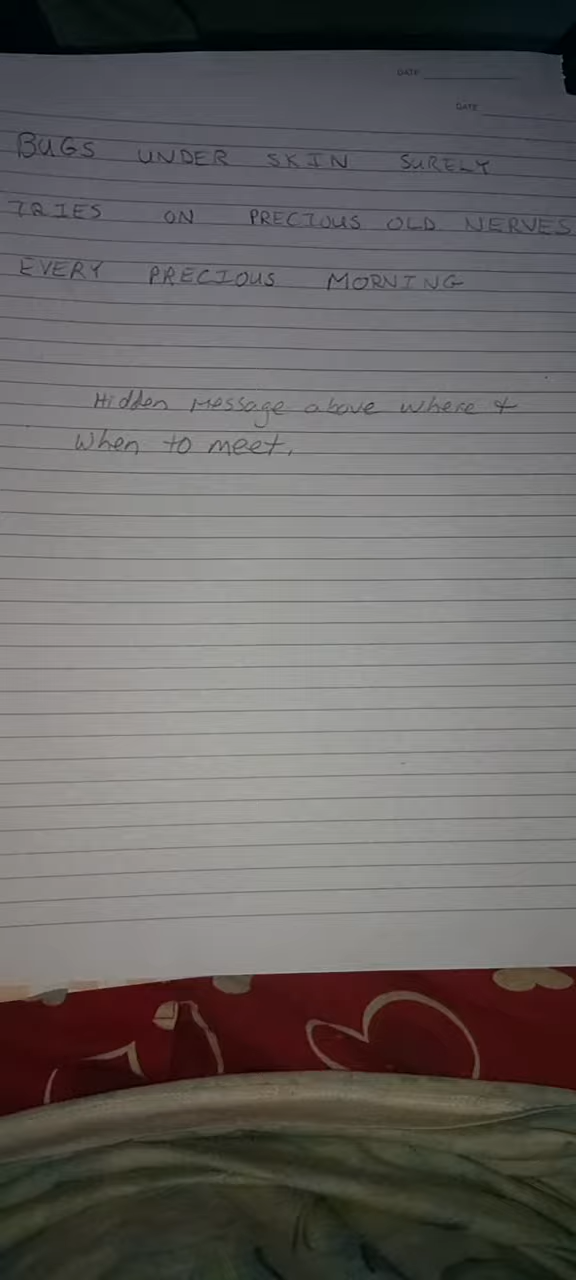 DATE
DATE
BUGS UNDER SKIN SURELY
TRIES ON PRECIOUS OLD NERVES
EVERY PRECIOUS MORNING
Hidden Message above where &
When to meet.